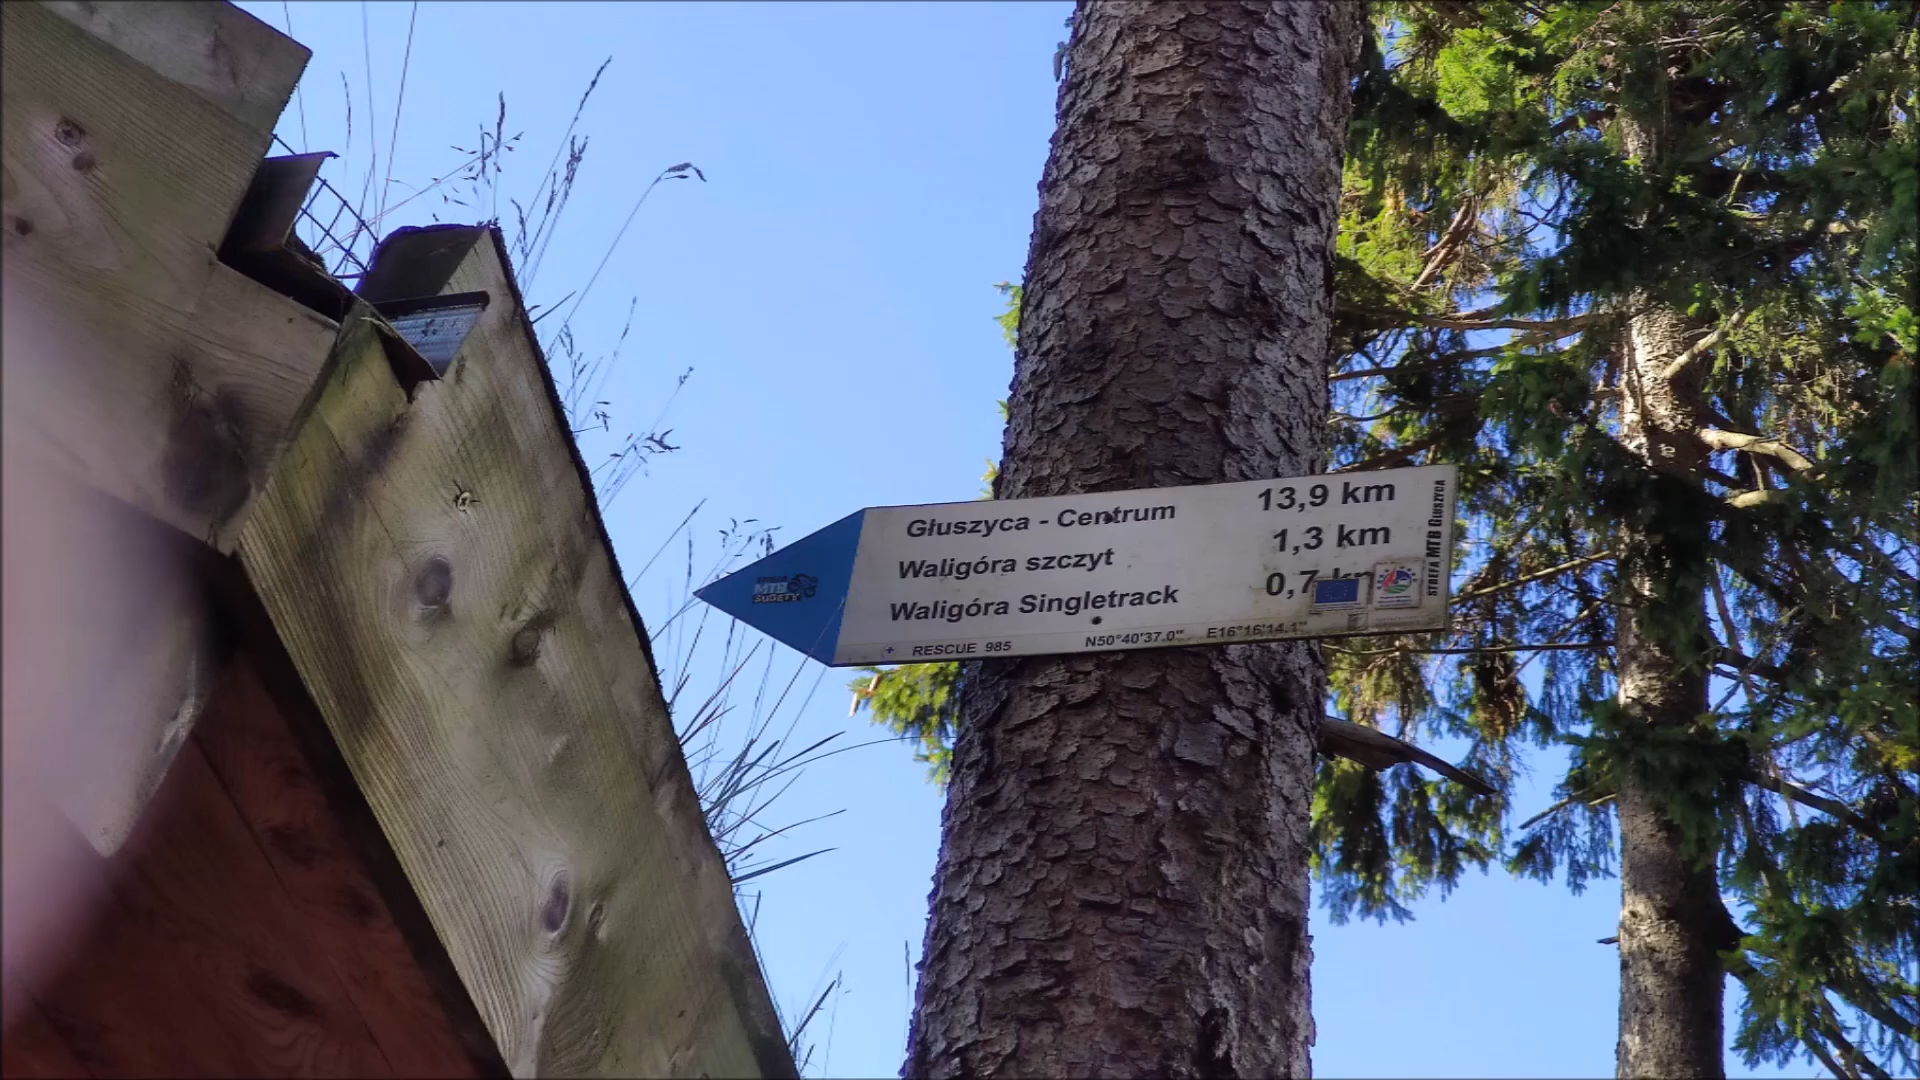 Głuszyca - Centrum 13,9 km
Waligóra szczyt 1,3 km
Waligóra Singletrack 0,7 km
RESCUE 985 N50°40'37.0" E16°16'14.1"
STREFA MTB GŁUSZYCA
STREFA
MTB
SUDETY